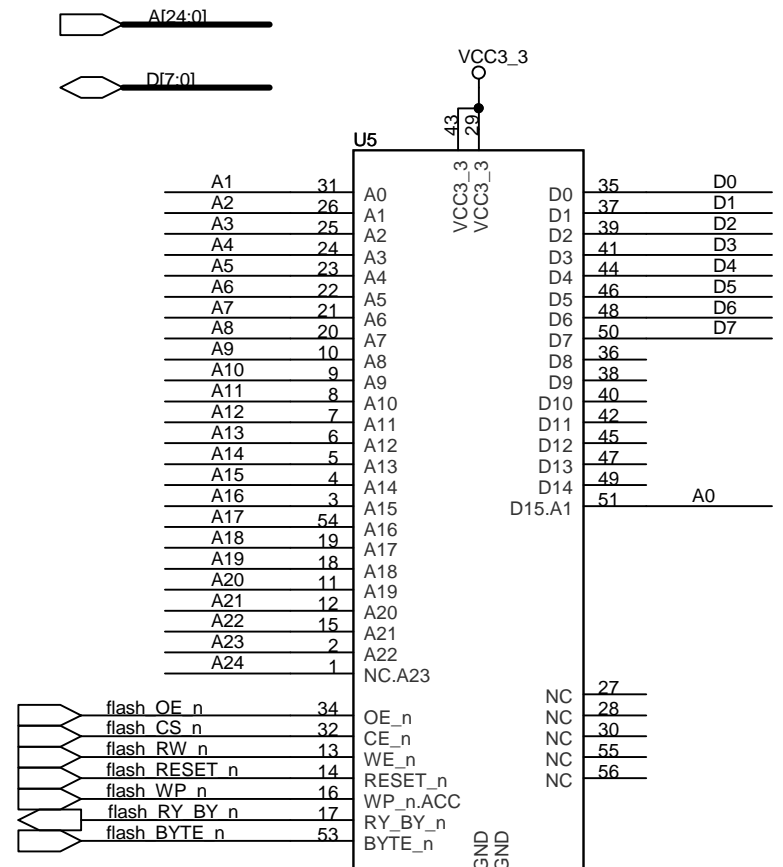 A[24:0]
D[7:0]
VCC3_3
43
29
U5
VCC3_3
VCC3_3
A1 31 A0 D0 35 D0
A2 26 A1 D1 37 D1
A3 25 A2 D2 39 D2
A4 24 A3 D3 41 D3
A5 23 A4 D4 44 D4
A6 22 A5 D5 46 D5
A7 21 A6 D6 48 D6
A8 20 A7 D7 50 D7
A9 10 A8 D8 36
A10 9 A9 D9 38
A11 8 A10 D10 40
A12 7 A11 D11 42
A13 6 A12 D12 45
A14 5 A13 D13 47
A15 4 A14 D14 49
A16 3 A15 D15.A1 51 A0
A17 54 A16
A18 19 A17
A19 18 A18
A20 11 A19
A21 12 A20
A22 15 A21
A23 2 A22
A24 1 NC.A23
NC 27
flash_OE_n 34 OE_n NC 28
flash_CS_n 32 CE_n NC 30
flash_RW_n 13 WE_n NC 55
flash_RESET_n 14 RESET_n NC 56
flash_WP_n 16 WP_n.ACC
flash_RY_BY_n 17 RY_BY_n
flash_BYTE_n 53 BYTE_n
GND
GND